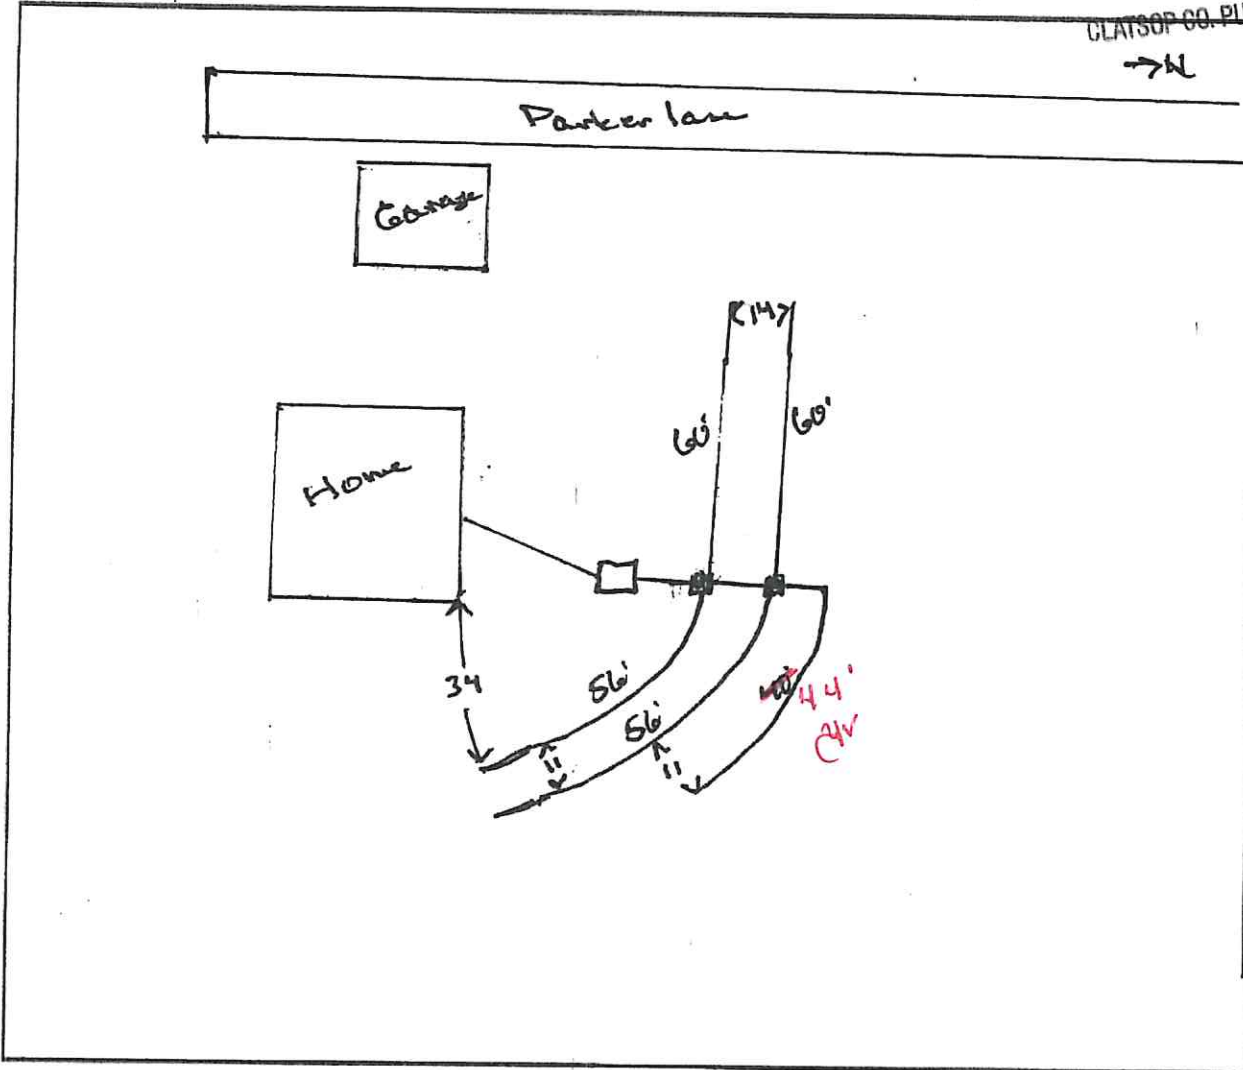 CLATSOP CO. PL
→N
Parker lane
Garage
<14>
60'
60'
Home
34
56'
56'
44'
11
11